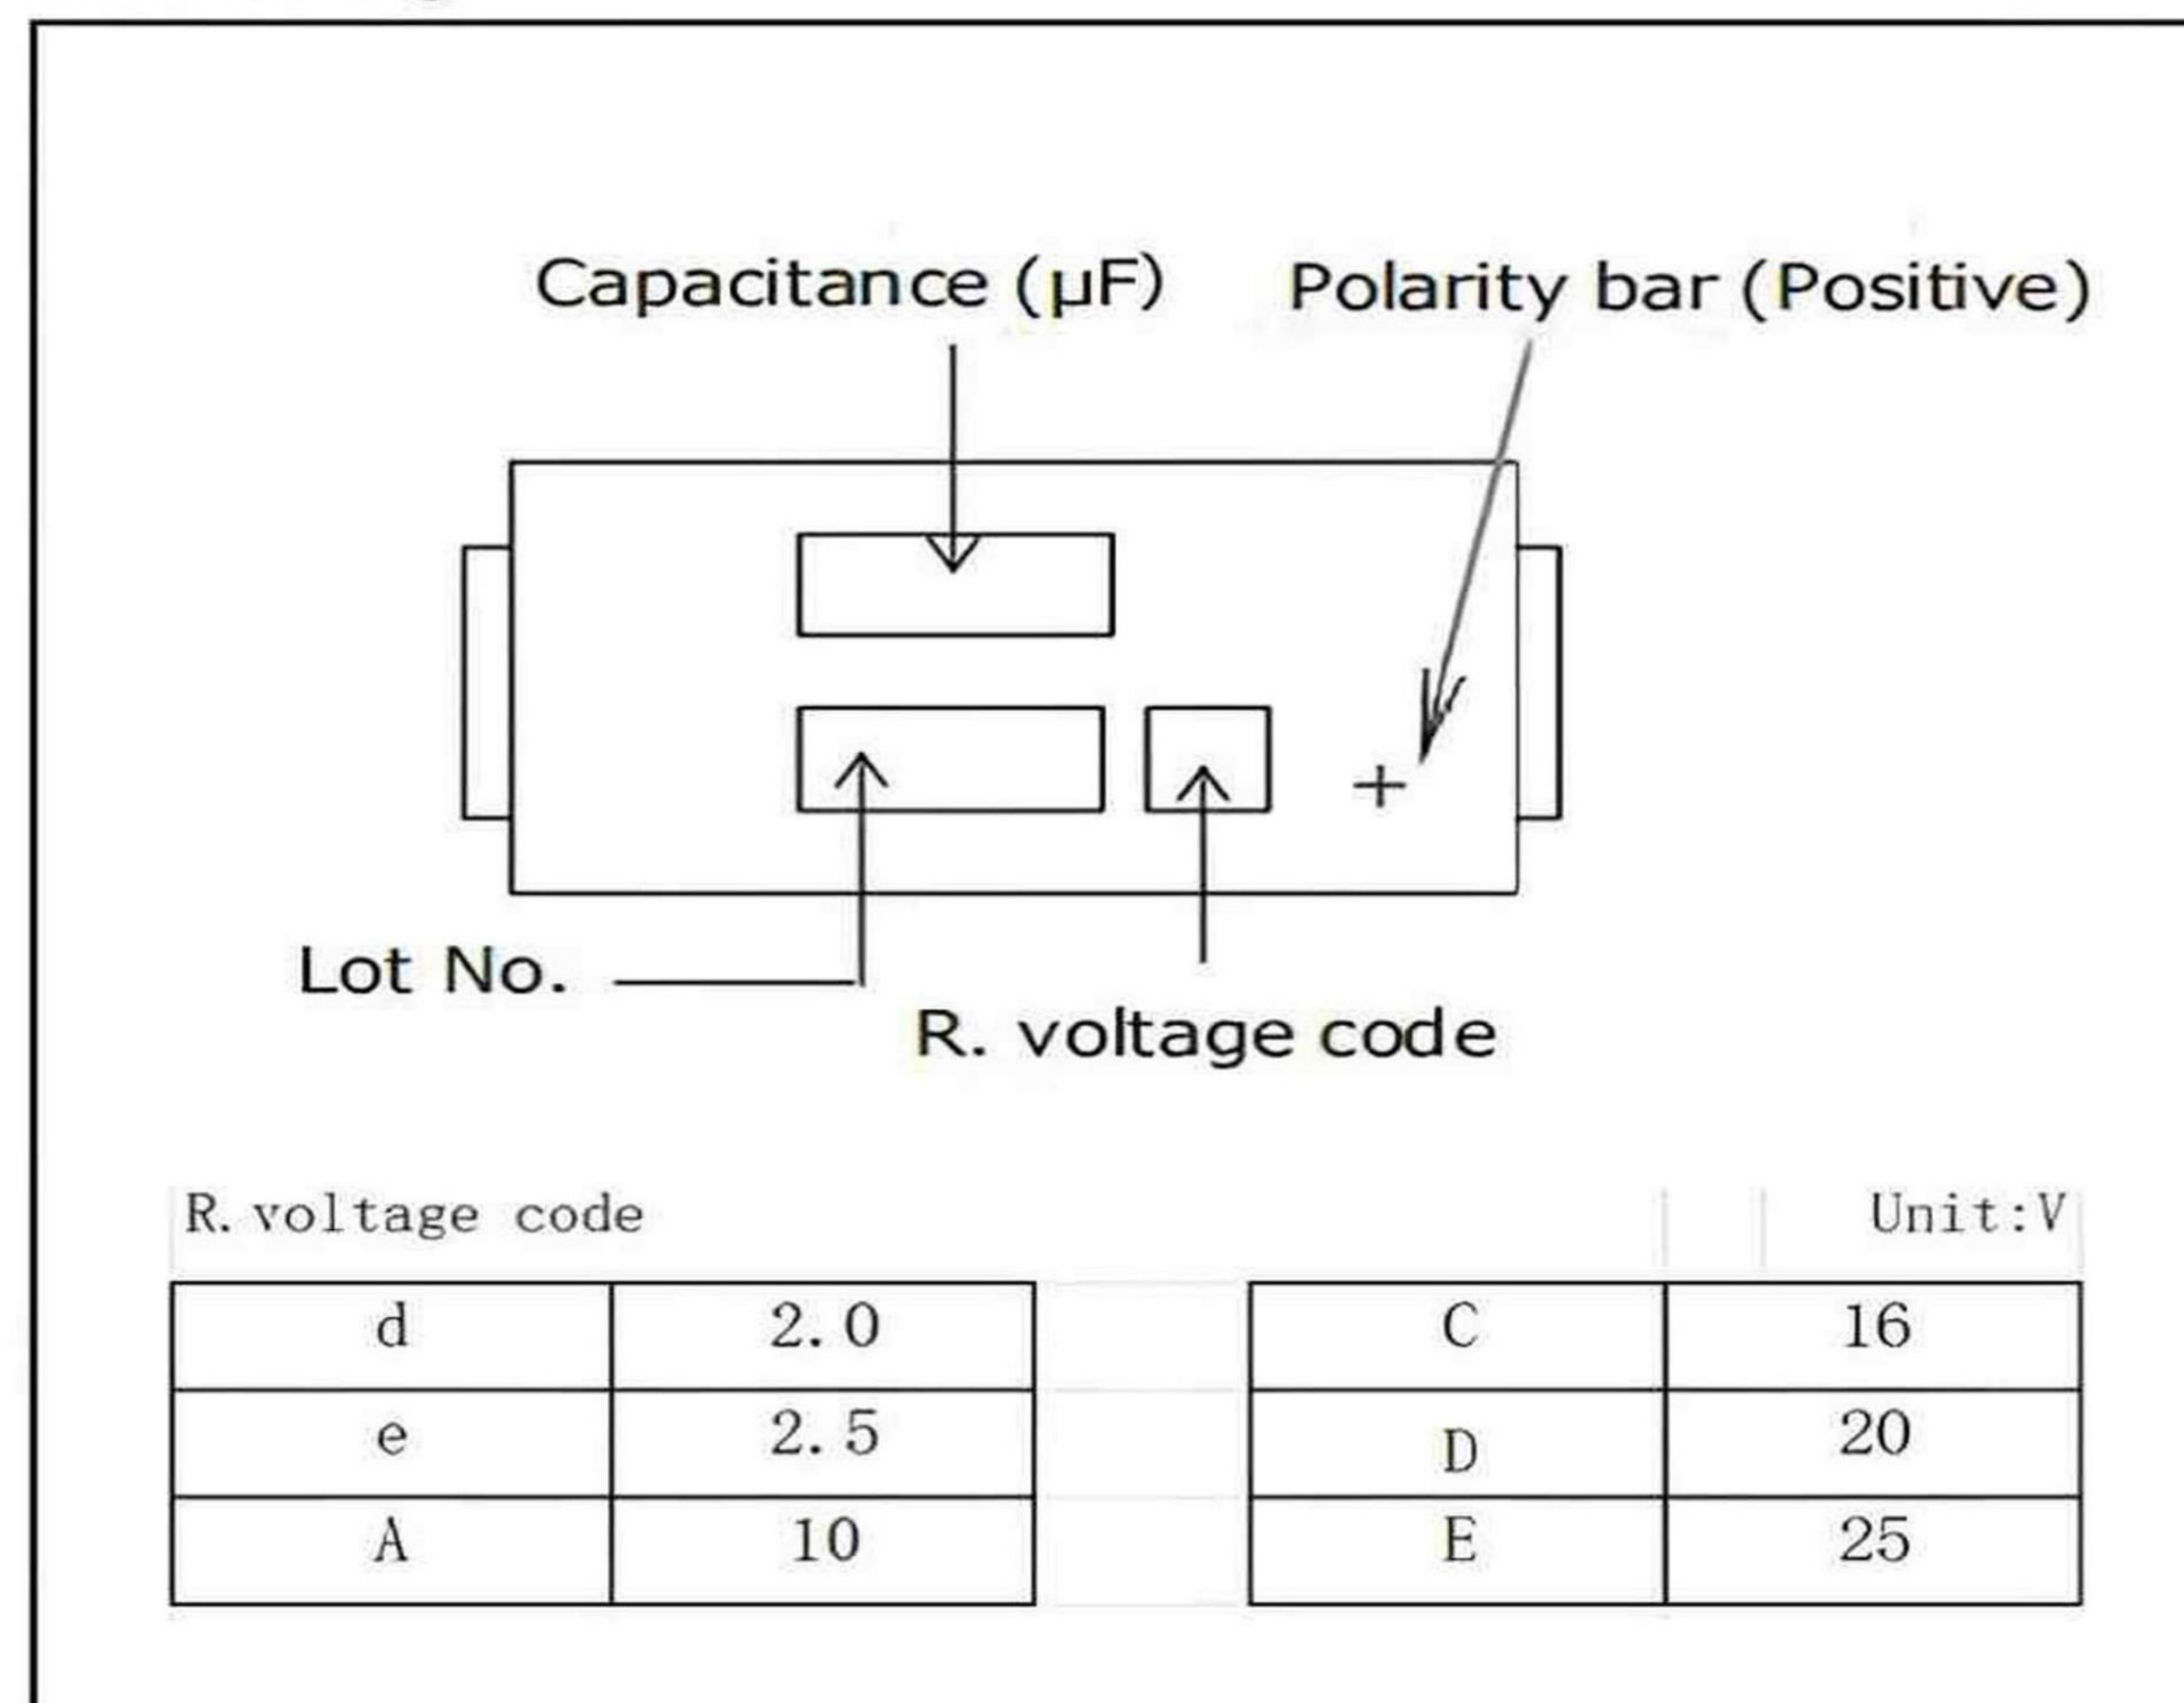 Capacitance (µF) Polarity bar (Positive)
+
Lot No.
R. voltage code
R. voltage code Unit:V
d 2.0 C 16
e 2.5 D 20
A 10 E 25